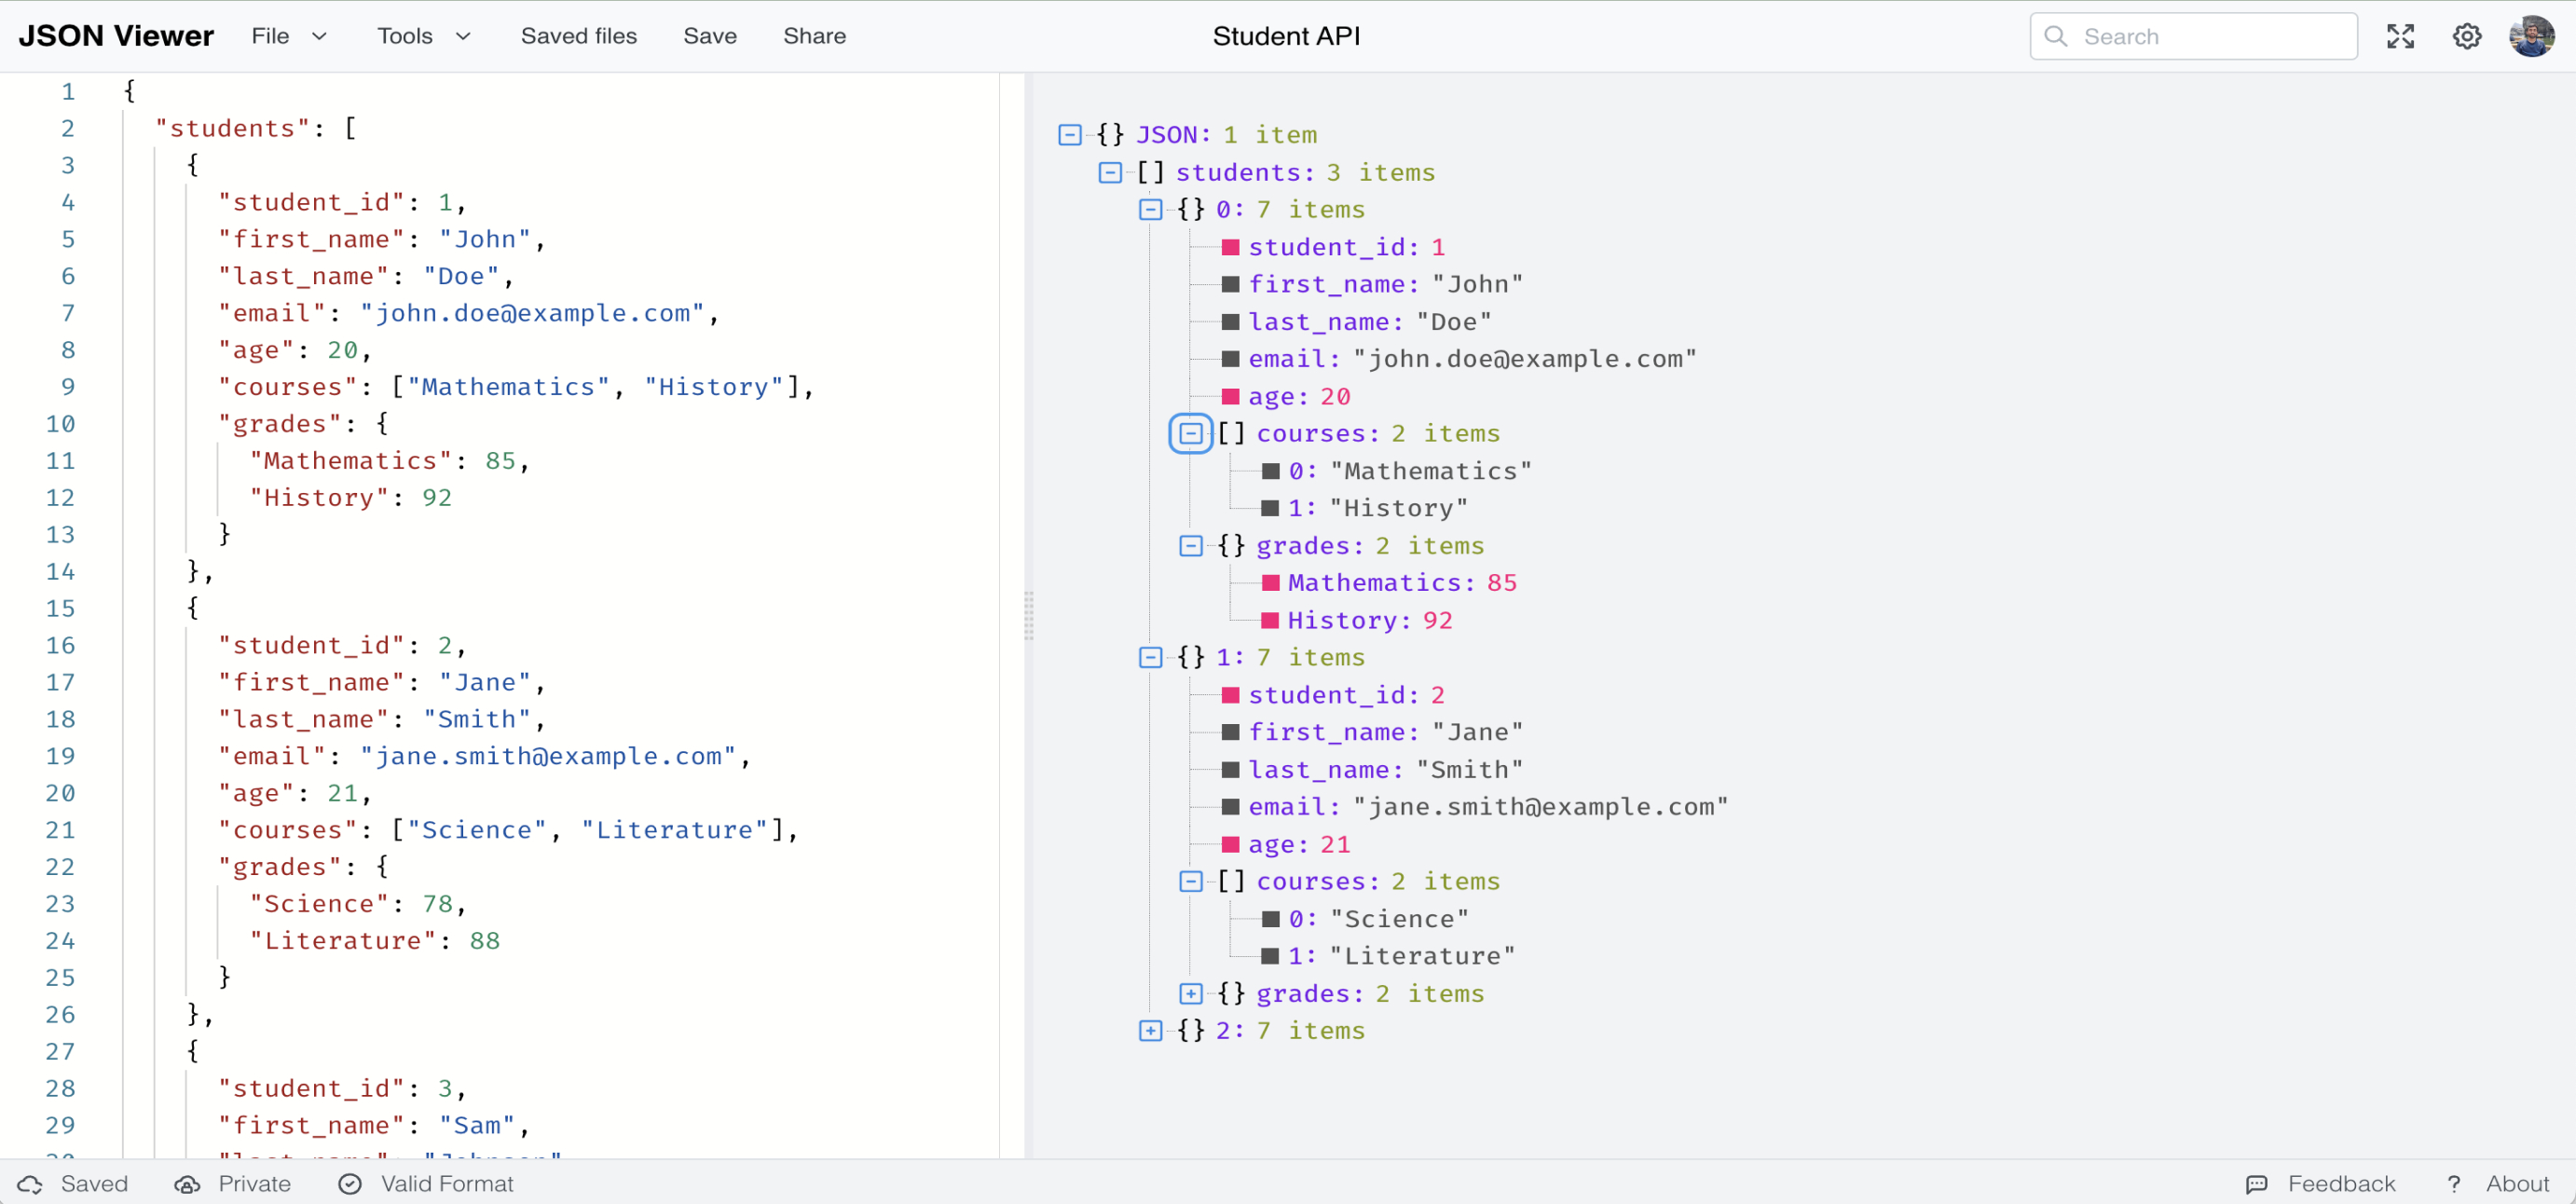 JSON Viewer File Tools Saved files Save Share Student API Search
1 {
2 "students": [
3 {
4 "student_id": 1,
5 "first_name": "John",
6 "last_name": "Doe",
7 "email": "john.doe@example.com",
8 "age": 20,
9 "courses": ["Mathematics", "History"],
10 "grades": {
11 "Mathematics": 85,
12 "History": 92
13 }
14 },
15 {
16 "student_id": 2,
17 "first_name": "Jane",
18 "last_name": "Smith",
19 "email": "jane.smith@example.com",
20 "age": 21,
21 "courses": ["Science", "Literature"],
22 "grades": {
23 "Science": 78,
24 "Literature": 88
25 }
26 },
27 {
28 "student_id": 3,
29 "first_name": "Sam",
{} JSON: 1 item
[] students: 3 items
{} 0: 7 items
student_id: 1
first_name: "John"
last_name: "Doe"
email: "john.doe@example.com"
age: 20
[] courses: 2 items
0: "Mathematics"
1: "History"
{} grades: 2 items
Mathematics: 85
History: 92
{} 1: 7 items
student_id: 2
first_name: "Jane"
last_name: "Smith"
email: "jane.smith@example.com"
age: 21
[] courses: 2 items
0: "Science"
1: "Literature"
{} grades: 2 items
{} 2: 7 items
Saved Private Valid Format Feedback ? About